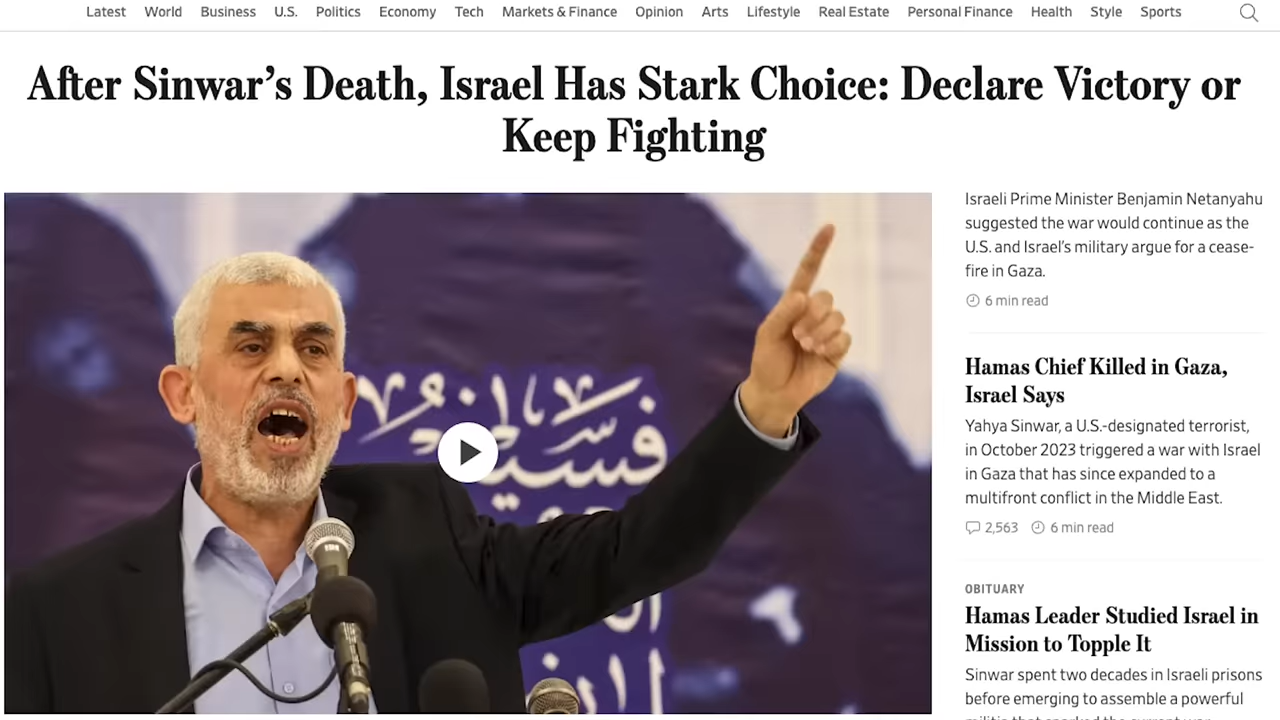 Latest World Business U.S. Politics Economy Tech Markets & Finance Opinion Arts Lifestyle Real Estate Personal Finance Health Style Sports
After Sinwar's Death, Israel Has Stark Choice: Declare Victory or
Keep Fighting
Israeli Prime Minister Benjamin Netanyahu
suggested the war would continue as the
U.S. and Israel's military argue for a cease-
fire in Gaza.
6 min read
Hamas Chief Killed in Gaza,
Israel Says
Yahya Sinwar, a U.S.-designated terrorist,
in October 2023 triggered a war with Israel
in Gaza that has since expanded to a
multifront conflict in the Middle East.
2,563 6 min read
OBITUARY
Hamas Leader Studied Israel in
Mission to Topple It
Sinwar spent two decades in Israeli prisons
before emerging to assemble a powerful